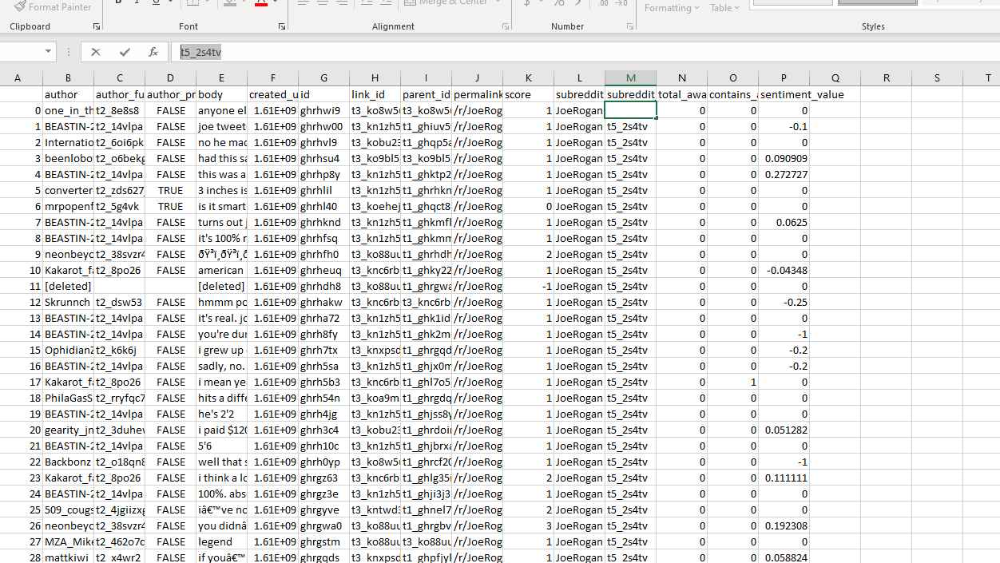 Format Painter Merge & Center Formatting Table
Clipboard Font Alignment Number Styles
fx t5_2s4tv
A B C D E F G H I J K L M N O P Q R S T
author author_fu author_pr body created_u id link_id parent_id permalink score subreddit subreddit total_awa contains_a sentiment_value
0 one_in_th t2_8e8s8 FALSE anyone el 1.61E+09 ghrhwi9 t3_ko8w5u t3_ko8w5u /r/JoeRog 1 JoeRogan 0 0 0
1 BEASTIN-2 t2_14vlpa FALSE joe tweet 1.61E+09 ghrhw00 t3_kn1zh5 t1_ghiuv5 /r/JoeRog 1 JoeRogan t5_2s4tv 0 0 -0.1
2 Internatio t2_6oi6pk FALSE no he mad 1.61E+09 ghrhvl9 t3_kobu23 t1_ghqp5a /r/JoeRog 1 JoeRogan t5_2s4tv 0 0 0
3 beenlobo t2_o6bekg FALSE had this sa 1.61E+09 ghrhsu4 t3_ko9bl5 t3_ko9bl5 /r/JoeRog 1 JoeRogan t5_2s4tv 0 0 0.090909
4 BEASTIN-2 t2_14vlpa FALSE this was a 1.61E+09 ghrhp8y t3_kn1zh5 t1_ghktp2 /r/JoeRog 1 JoeRogan t5_2s4tv 0 0 0.272727
5 converter t2_zds627 TRUE 3 inches is 1.61E+09 ghrhlil t3_kn1zh5 t1_ghrhkn /r/JoeRog 1 JoeRogan t5_2s4tv 0 0 0
6 mrpopenf t2_5g4vk TRUE is it smart 1.61E+09 ghrhl40 t3_koehej t1_ghqct8 /r/JoeRog 0 JoeRogan t5_2s4tv 0 0 0
7 BEASTIN-2 t2_14vlpa FALSE turns out j 1.61E+09 ghrhknd t3_kn1zh5 t1_ghkmfl /r/JoeRog 1 JoeRogan t5_2s4tv 0 0 0.0625
8 BEASTIN-2 t2_14vlpa FALSE it's 100% r 1.61E+09 ghrhfsq t3_kn1zh5 t1_ghkmn /r/JoeRog 1 JoeRogan t5_2s4tv 0 0 0
9 neonbeyo t2_38svzr4 FALSE ðŸ³ï¸ðŸ³ï¸ð 1.61E+09 ghrhfh0 t3_ko88uu t1_ghrhdh /r/JoeRog 2 JoeRogan t5_2s4tv 0 0 0
10 Kakarot_fa t2_8po26 FALSE american 1.61E+09 ghrheuq t3_knc6rb t1_ghky22 /r/JoeRog 1 JoeRogan t5_2s4tv 0 0 -0.04348
11 [deleted] [deleted] 1.61E+09 ghrhdh8 t3_ko88uu t1_ghrgwa /r/JoeRog -1 JoeRogan t5_2s4tv 0 0 0
12 Skrunnch t2_dsw53 FALSE hmmm po 1.61E+09 ghrhakw t3_knc6rb t3_knc6rb /r/JoeRog 1 JoeRogan t5_2s4tv 0 0 -0.25
13 BEASTIN-2 t2_14vlpa FALSE it's real. jo 1.61E+09 ghrha72 t3_kn1zh5 t1_ghk1id /r/JoeRog 1 JoeRogan t5_2s4tv 0 0 0
14 BEASTIN-2 t2_14vlpa FALSE you're dun 1.61E+09 ghrh8fy t3_kn1zh5 t1_ghk2m /r/JoeRog 1 JoeRogan t5_2s4tv 0 0 -1
15 Ophidian2 t2_k6k6j FALSE i grew up 1.61E+09 ghrh7tx t3_knxpsd t1_ghrgqd /r/JoeRog 1 JoeRogan t5_2s4tv 0 0 -0.2
16 BEASTIN-2 t2_14vlpa FALSE sadly, no. 1.61E+09 ghrh5sa t3_kn1zh5 t1_ghjx0m /r/JoeRog 1 JoeRogan t5_2s4tv 0 0 -0.2
17 Kakarot_fa t2_8po26 FALSE i mean ye 1.61E+09 ghrh5b3 t3_knc6rb t1_ghl7o5 /r/JoeRog 1 JoeRogan t5_2s4tv 0 1 0
18 PhilaGasS t2_rryfqc7 FALSE hits a diffe 1.61E+09 ghrh54n t3_koa9m t1_ghrgdq /r/JoeRog 1 JoeRogan t5_2s4tv 0 0 0
19 BEASTIN-2 t2_14vlpa FALSE he's 2'2 1.61E+09 ghrh4jg t3_kn1zh5 t1_ghjss8y /r/JoeRog 1 JoeRogan t5_2s4tv 0 0 0
20 gearity_jn t2_3duhev FALSE i paid $120 1.61E+09 ghrh3c4 t3_kobu23 t1_ghrdoi /r/JoeRog 1 JoeRogan t5_2s4tv 0 0 0.051282
21 BEASTIN-2 t2_14vlpa FALSE 5'6 1.61E+09 ghrh10c t3_kn1zh5 t1_ghjbrxa /r/JoeRog 1 JoeRogan t5_2s4tv 0 0 0
22 Backbonz t2_o18qn8 FALSE well that s 1.61E+09 ghrh0yp t3_ko8w5u t1_ghrcf20 /r/JoeRog 1 JoeRogan t5_2s4tv 0 0 -1
23 Kakarot_fa t2_8po26 FALSE i think a lo 1.61E+09 ghrgz63 t3_knc6rb t1_ghlg35i /r/JoeRog 2 JoeRogan t5_2s4tv 0 0 0.111111
24 BEASTIN-2 t2_14vlpa FALSE 100%. abs 1.61E+09 ghrgz3e t3_kn1zh5 t1_ghji3j3 /r/JoeRog 1 JoeRogan t5_2s4tv 0 0 0
25 509_cougs t2_4jgiizxg FALSE iâ€™ve no 1.61E+09 ghrgyve t3_kntwd3 t1_ghnel7 /r/JoeRog 2 JoeRogan t5_2s4tv 0 0 0
26 neonbeyo t2_38svzr4 FALSE you didnâ 1.61E+09 ghrgwa0 t3_ko88uu t1_ghrgbv /r/JoeRog 3 JoeRogan t5_2s4tv 0 0 0.192308
27 MZA_Mike t2_462o7c FALSE legend 1.61E+09 ghrgstm t3_ko88uu t3_ko88uu /r/JoeRog 1 JoeRogan t5_2s4tv 0 0 0
28 mattkiwi t2_x4wr2 FALSE if youâ€™ 1.61E+09 ghrgqds t3_knxpsd t1_ghpfjyl /r/JoeRog 1 JoeRogan t5_2s4tv 0 0 0.058824